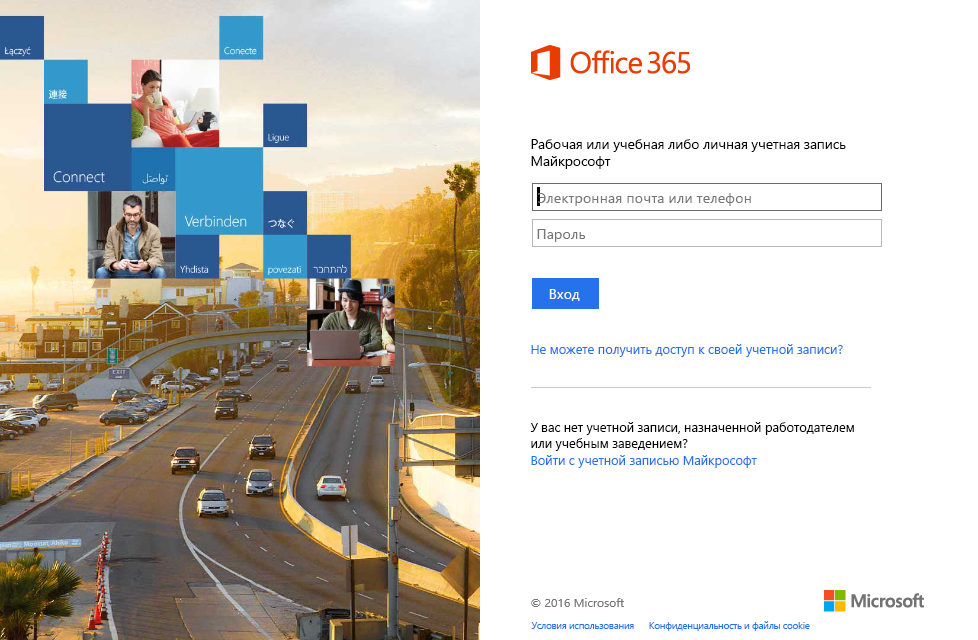 Łączyć
Conecte
連接
Ligue
Connect
تواصَل
Verbinden
つなぐ
Yhdista
povezati
להתחבר
EXIT
Office 365
Рабочая или учебная либо личная учетная запись
Майкрософт
Электронная почта или телефон
Пароль
Вход
Не можете получить доступ к своей учетной записи?
У вас нет учетной записи, назначенной работодателем
или учебным заведением?
Войти с учетной записью Майкрософт
© 2016 Microsoft
Microsoft
Условия использования
Конфиденциальность и файлы cookie